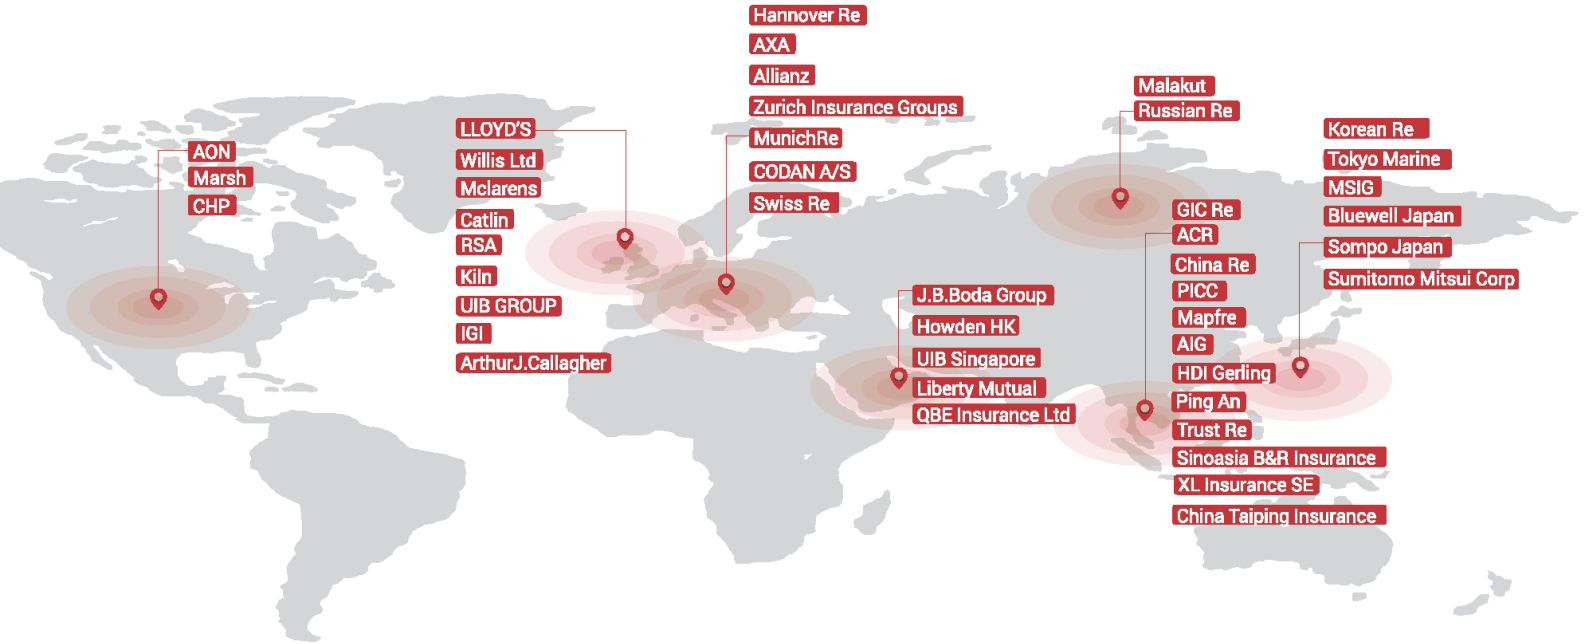 AON
Marsh
CHP
LLOYD'S
Willis Ltd
Mclarens
Catlin
RSA
Kiln
UIB GROUP
IGI
ArthurJ.Callagher
Hannover Re
AXA
Allianz
Zurich Insurance Groups
MunichRe
CODAN A/S
Swiss Re
J.B.Boda Group
Howden HK
UIB Singapore
Liberty Mutual
QBE Insurance Ltd
Malakut
Russian Re
GIC Re
ACR
China Re
PICC
Mapfre
AIG
HDI Gerling
Ping An
Trust Re
Sinoasia B&R Insurance
XL Insurance SE
China Taiping Insurance
Korean Re
Tokyo Marine
MSIG
Bluewell Japan
Sompo Japan
Sumitomo Mitsui Corp